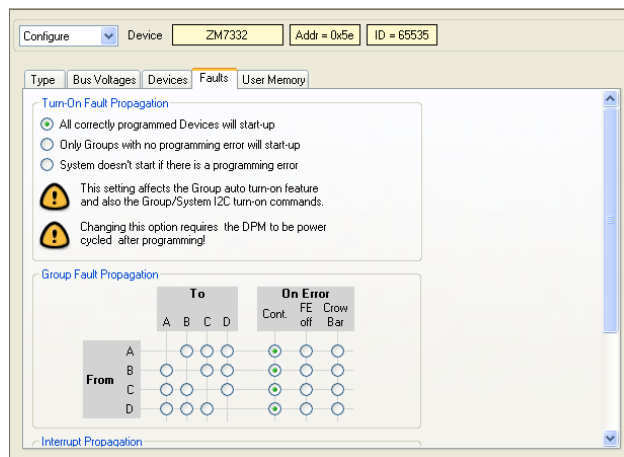 Configure Device ZM7332 Addr = 0x5e ID = 65535
Type Bus Voltages Devices Faults User Memory
Turn-On Fault Propagation
All correctly programmed Devices will start-up
Only Groups with no programming error will start-up
System doesn't start if there is a programming error
This setting affects the Group auto turn-on feature
and also the Group/System I2C turn-on commands.
Changing this option requires the DPM to be power
cycled after programming!
Group Fault Propagation
To On Error
A B C D Cont. FE off Crow Bar
A
B
From
C
D
Interrupt Propagation